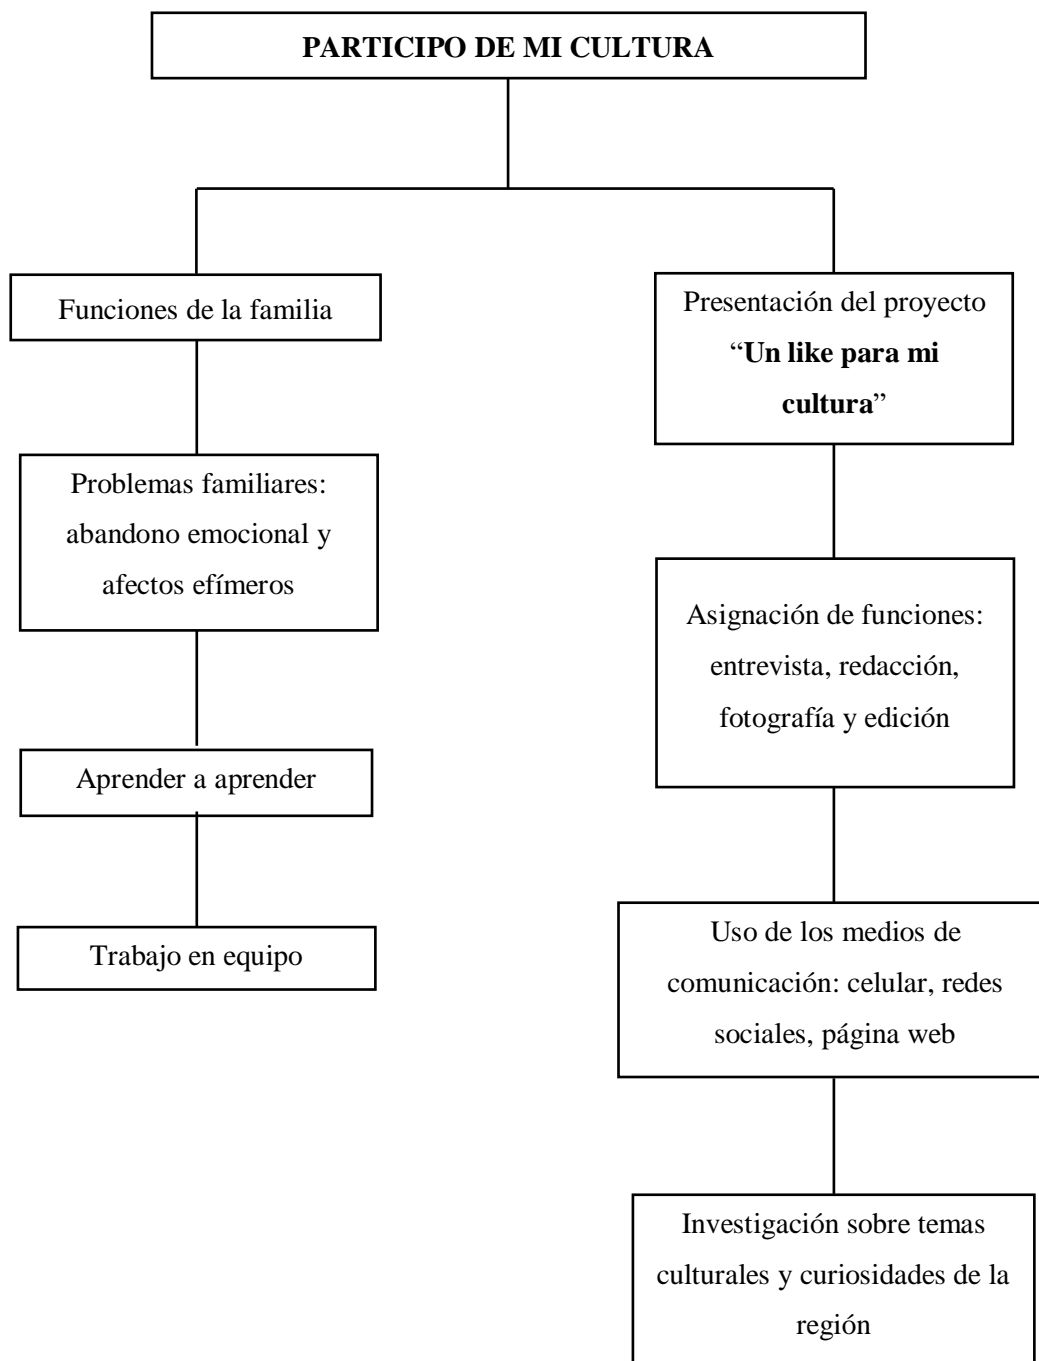 PARTICIPO DE MI CULTURA
Funciones de la familia
Problemas familiares:
abandono emocional y
afectos efímeros
Aprender a aprender
Trabajo en equipo
Presentación del proyecto
“Un like para mi
cultura”
Asignación de funciones:
entrevista, redacción,
fotografía y edición
Uso de los medios de
comunicación: celular, redes
sociales, página web
Investigación sobre temas
culturales y curiosidades de la
región